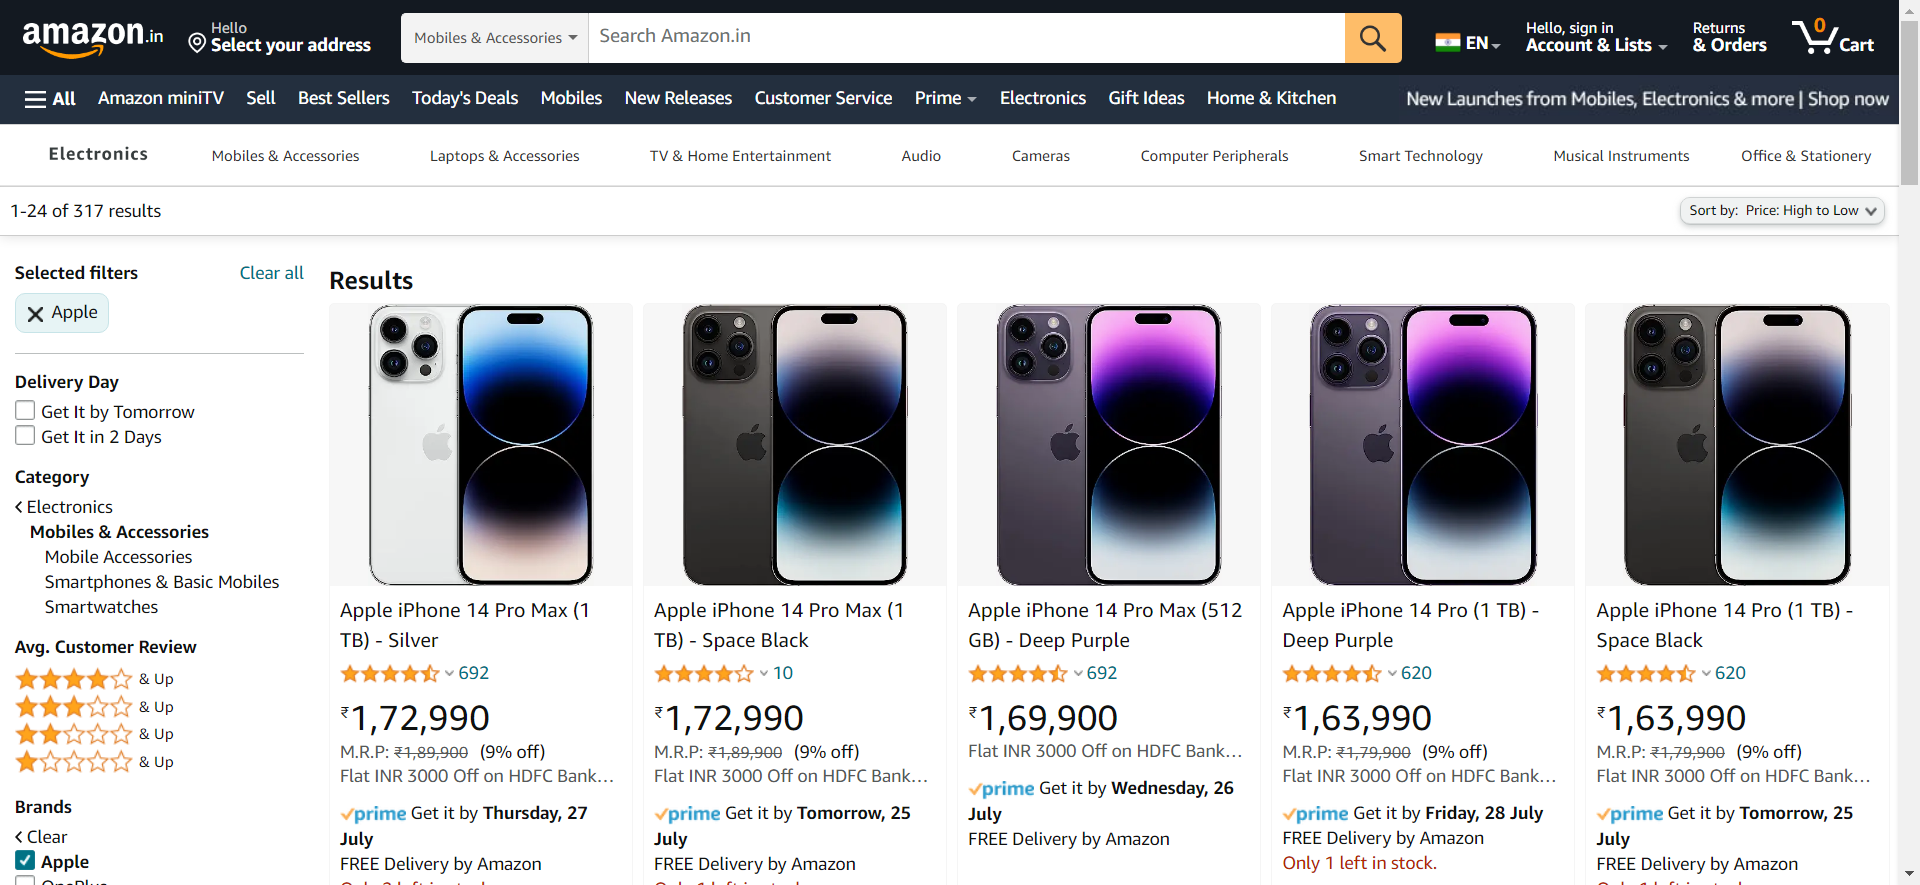 amazon.in
Hello
Select your address
Mobiles & Accessories
Search Amazon.in
EN
Hello, sign in
Account & Lists
Returns
& Orders
0
Cart
All
Amazon miniTV
Sell
Best Sellers
Today's Deals
Mobiles
New Releases
Customer Service
Prime
Electronics
Gift Ideas
Home & Kitchen
New Launches from Mobiles, Electronics & more | Shop now
Electronics
Mobiles & Accessories
Laptops & Accessories
TV & Home Entertainment
Audio
Cameras
Computer Peripherals
Smart Technology
Musical Instruments
Office & Stationery
1-24 of 317 results
Sort by: Price: High to Low
Selected filters
Clear all
Apple
Delivery Day
Get It by Tomorrow
Get It in 2 Days
Category
Electronics
Mobiles & Accessories
Mobile Accessories
Smartphones & Basic Mobiles
Smartwatches
Avg. Customer Review
& Up
& Up
& Up
& Up
Brands
Clear
Apple
Results
Apple iPhone 14 Pro Max (1
TB) - Silver
692
₹1,72,990
M.R.P: ₹1,89,900 (9% off)
Flat INR 3000 Off on HDFC Bank…
prime Get it by Thursday, 27
July
FREE Delivery by Amazon
Apple iPhone 14 Pro Max (1
TB) - Space Black
10
₹1,72,990
M.R.P: ₹1,89,900 (9% off)
Flat INR 3000 Off on HDFC Bank…
prime Get it by Tomorrow, 25
July
FREE Delivery by Amazon
Apple iPhone 14 Pro Max (512
GB) - Deep Purple
692
₹1,69,900
Flat INR 3000 Off on HDFC Bank…
prime Get it by Wednesday, 26
July
FREE Delivery by Amazon
Apple iPhone 14 Pro (1 TB) -
Deep Purple
620
₹1,63,990
M.R.P: ₹1,79,900 (9% off)
Flat INR 3000 Off on HDFC Bank…
prime Get it by Friday, 28 July
FREE Delivery by Amazon
Only 1 left in stock.
Apple iPhone 14 Pro (1 TB) -
Space Black
620
₹1,63,990
M.R.P: ₹1,79,900 (9% off)
Flat INR 3000 Off on HDFC Bank…
prime Get it by Tomorrow, 25
July
FREE Delivery by Amazon